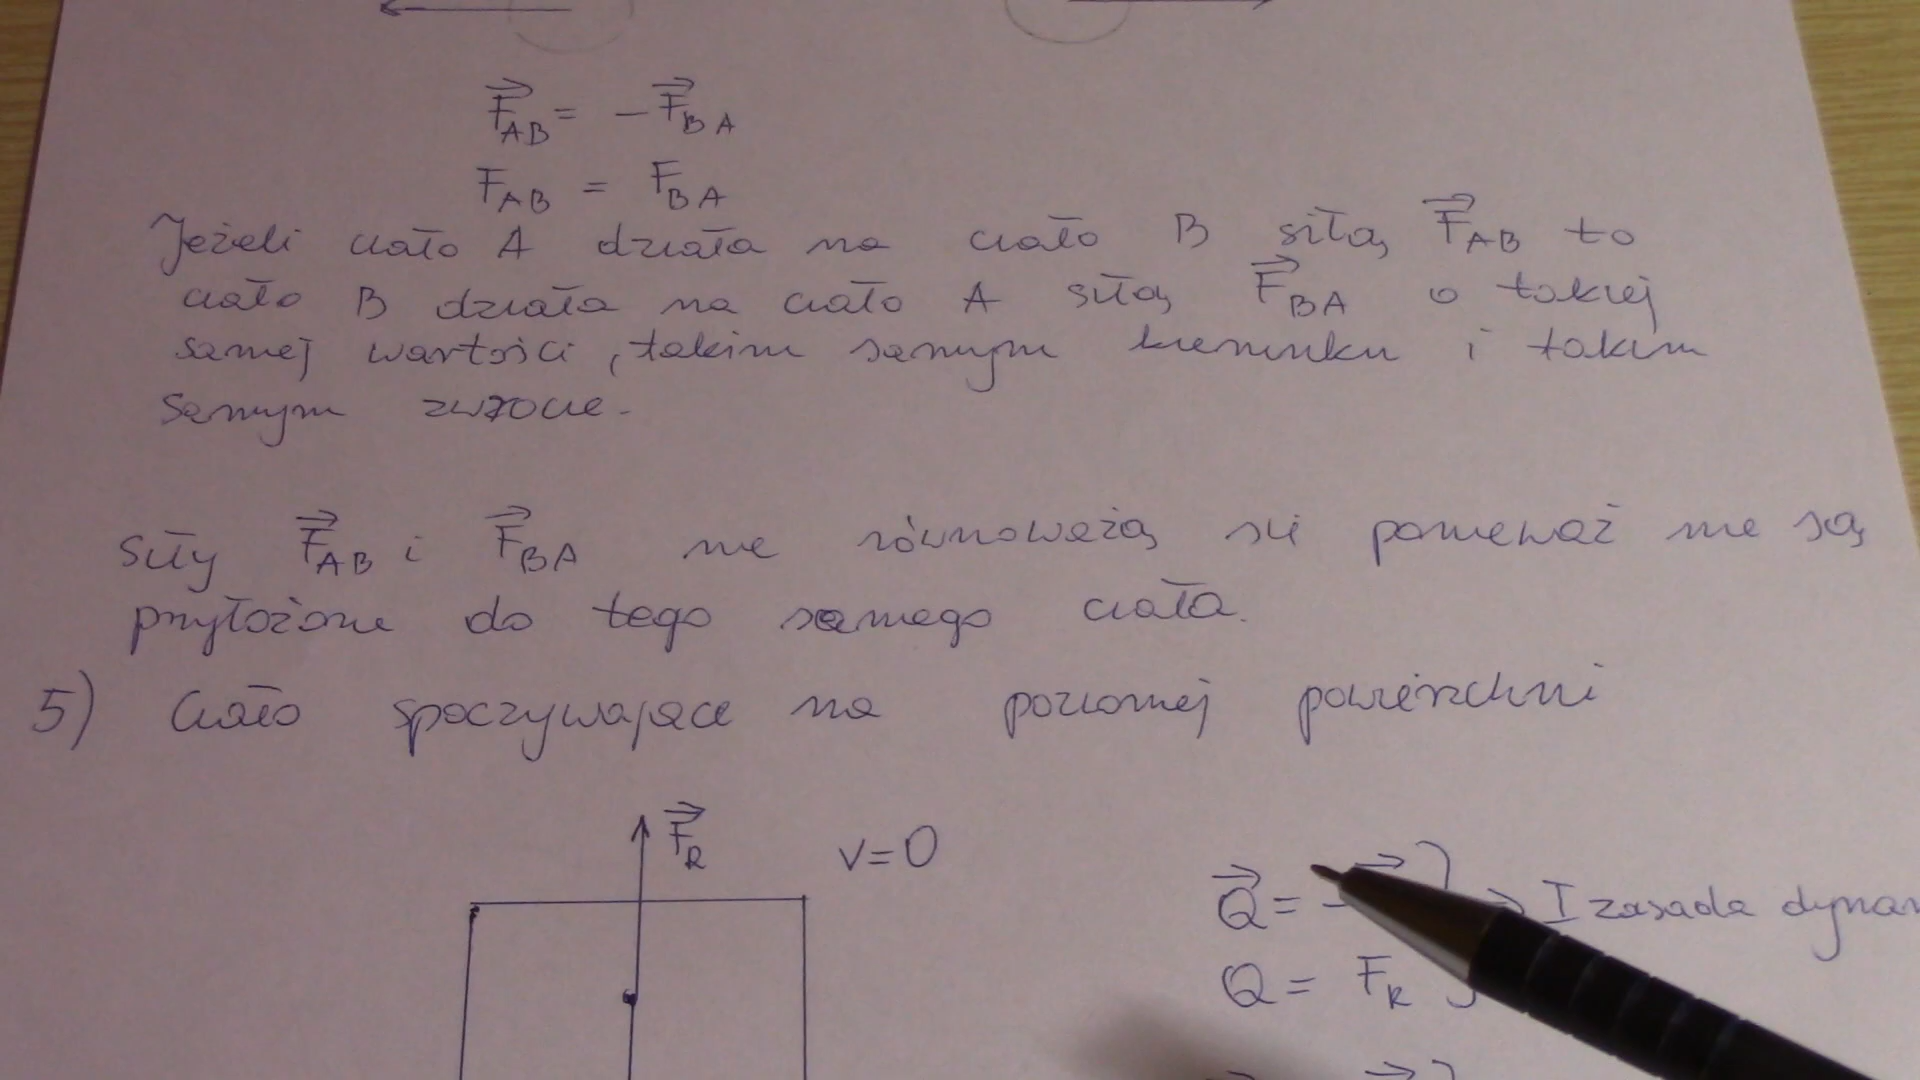 F⃗AB = −F⃗BA
FAB = FBA
Jeżeli ciało A działa na ciało B siłą F⃗AB to
ciało B działa na ciało A siłą F⃗BA o takiej
samej wartości, takim samym kierunku i takim
samym zwrocie.
Siły F⃗AB i F⃗BA nie równoważą się ponieważ nie są
przyłożone do tego samego ciała.
5) Ciało spoczywające na poziomej powierzchni
F⃗R v=0
Q⃗ = − I zasada dynam
Q = FR